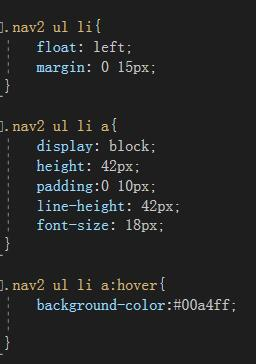 .nav2 ul li{
float: left;
margin: 0 15px;
}
.nav2 ul li a{
display: block;
height: 42px;
padding:0 10px;
line-height: 42px;
font-size: 18px;
}
.nav2 ul li a:hover{
background-color:#00a4ff;
}